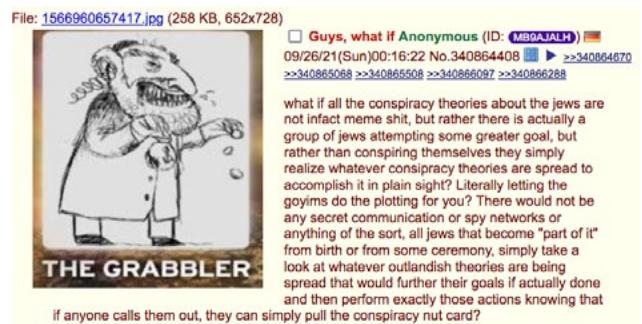 File: 1566960657417.jpg (258 KB, 652x728)
Guys, what if Anonymous (ID: MB9AJALH)
09/26/21(Sun)00:16:22 No.340864408 >>340864670
>>340865068 >>340865508 >>340866097 >>340866288
what if all the conspiracy theories about the jews are
not infact meme shit, but rather there is actually a
group of jews attempting some greater goal, but
rather than conspiring themselves they simply
realize whatever consipracy theories are spread to
accomplish it in plain sight? Literally letting the
goyims do the plotting for you? There would not be
any secret communication or spy networks or
anything of the sort, all jews that become "part of it"
from birth or from some ceremony, simply take a
look at whatever outlandish theories are being
spread that would further their goals if actually done
and then perform exactly those actions knowing that
if anyone calls them out, they can simply pull the conspiracy nut card?
THE GRABBLER